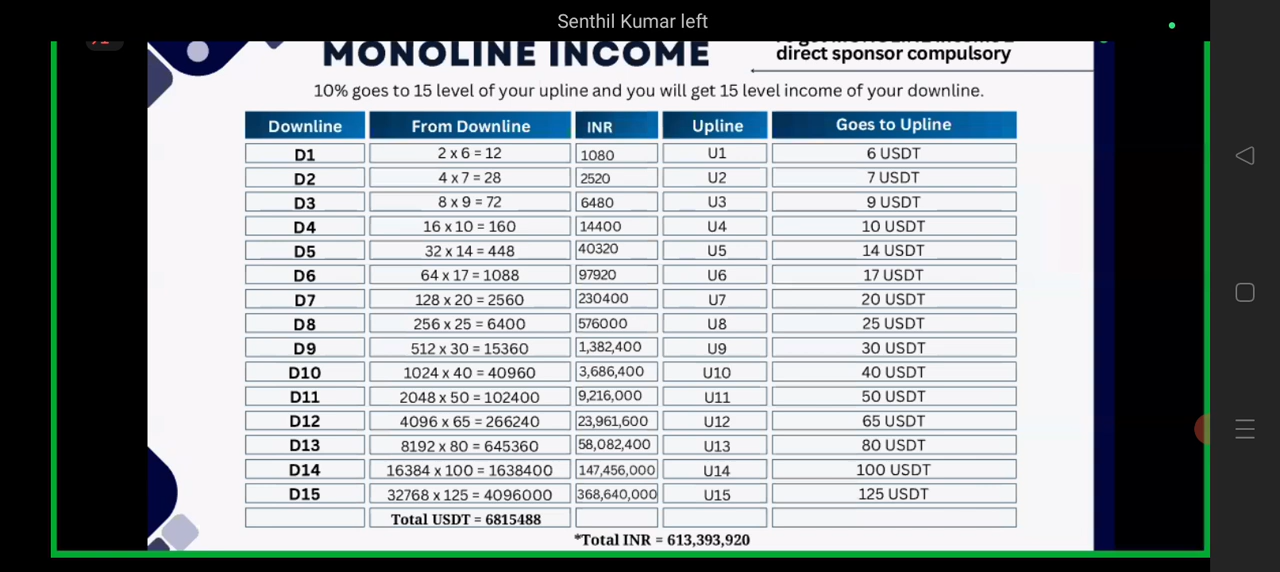 Senthil Kumar left
MONOLINE INCOME
direct sponsor compulsory
10% goes to 15 level of your upline and you will get 15 level income of your downline.
Downline From Downline INR Upline Goes to Upline
D1 2 x 6 = 12 1080 U1 6 USDT
D2 4 x 7 = 28 2520 U2 7 USDT
D3 8 x 9 = 72 6480 U3 9 USDT
D4 16 x 10 = 160 14400 U4 10 USDT
D5 32 x 14 = 448 40320 U5 14 USDT
D6 64 x 17 = 1088 97920 U6 17 USDT
D7 128 x 20 = 2560 230400 U7 20 USDT
D8 256 x 25 = 6400 576000 U8 25 USDT
D9 512 x 30 = 15360 1,382,400 U9 30 USDT
D10 1024 x 40 = 40960 3,686,400 U10 40 USDT
D11 2048 x 50 = 102400 9,216,000 U11 50 USDT
D12 4096 x 65 = 266240 23,961,600 U12 65 USDT
D13 8192 x 80 = 645360 58,082,400 U13 80 USDT
D14 16384 x 100 = 1638400 147,456,000 U14 100 USDT
D15 32768 x 125 = 4096000 368,640,000 U15 125 USDT
Total USDT = 6815488
*Total INR = 613,393,920